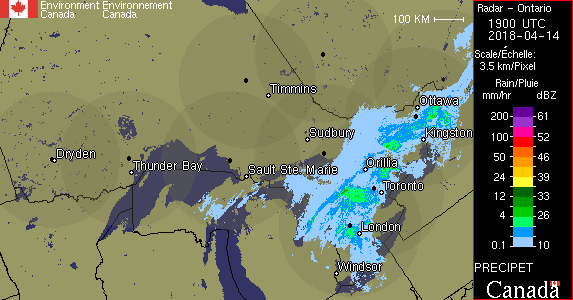 Environment Environnement
Canada Canada
100 KM
Timmins
Ottawa
Sudbury
Kingston
Dryden
Thunder Bay
Sault Ste. Marie
Orillia
Toronto
London
Windsor
Radar - Ontario
1900 UTC
2018-04-14
Scale/Échelle:
3.5 km/Pixel
Rain/Pluie
mm/hr dBZ
200 61
100 52
50 46
24 39
12 33
4 26
0.1 10
PRECIPET
Canada